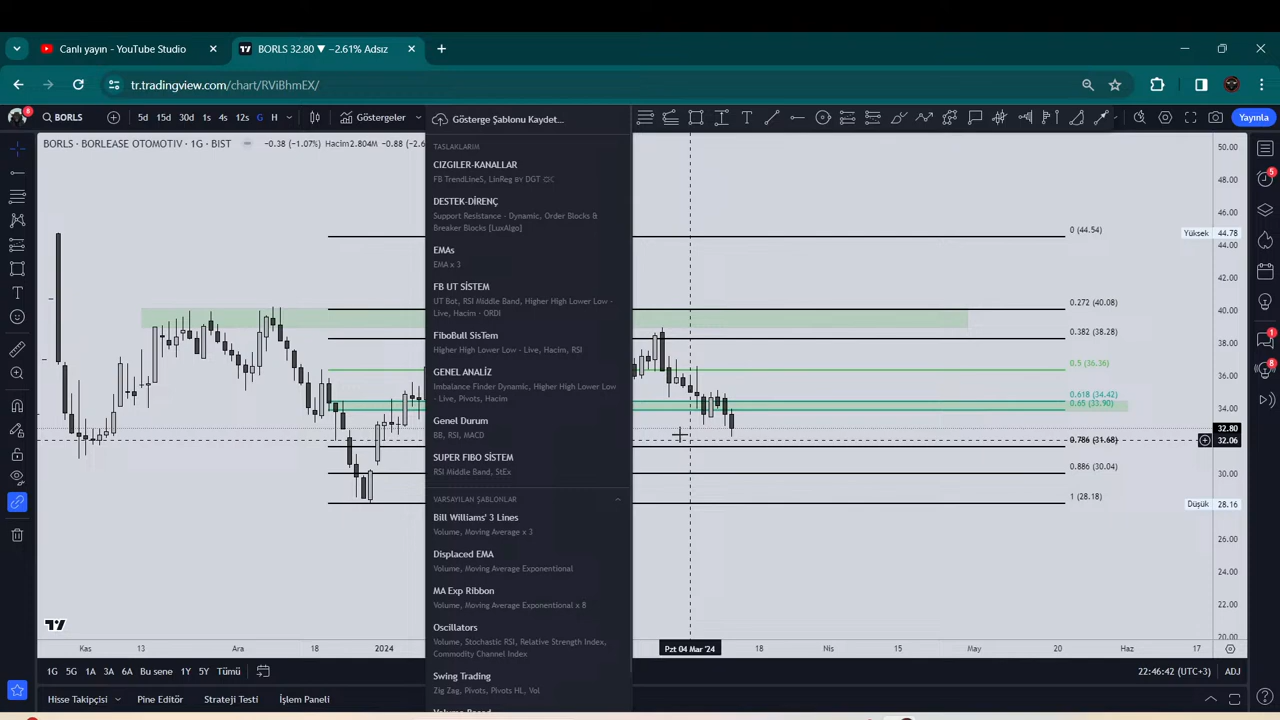 Canlı yayın - YouTube Studio
BORLS 32.80 ▼ −2.61% Adsız
tr.tradingview.com/chart/RViBhmEX/
8
BORLS
5d 15d 30d 1s 4s 12s G H
Göstergeler
Yayınla
BORLS · BORLEASE OTOMOTİV · 1G · BIST
−0.38 (−1.07%) Hacim 2.804M −0.88 (−2.6
Gösterge Şablonu Kaydet...
TASLAKLARIM
CIZGILER-KANALLAR
FB TrendLineS, LinReg BY DGT
DESTEK-DİRENÇ
Support Resistance - Dynamic, Order Blocks &
Breaker Blocks [LuxAlgo]
EMAs
EMA x 3
FB UT SİSTEM
UT Bot, RSI Middle Band, Higher High Lower Low -
Live, Hacim - ORDI
FiboBull SisTem
Higher High Lower Low - Live, Hacim, RSI
GENEL ANALİZ
Imbalance Finder Dynamic, Higher High Lower Low
- Live, Pivots, Hacim
Genel Durum
BB, RSI, MACD
SUPER FIBO SİSTEM
RSI Middle Band, StEx
VARSAYILAN ŞABLONLAR
Bill Williams' 3 Lines
Volume, Moving Average x 3
Displaced EMA
Volume, Moving Average Exponential
MA Exp Ribbon
Volume, Moving Average Exponential x 8
Oscillators
Volume, Stochastic RSI, Relative Strength Index,
Commodity Channel Index
Swing Trading
Zig Zag, Pivots, Pivots HL, Vol
0 (44.54)
0.272 (40.08)
0.382 (38.28)
0.5 (36.36)
0.618 (34.42)
0.65 (33.90)
0.786 (31.68)
0.886 (30.04)
1 (28.18)
50.00
48.00
46.00
Yüksek 44.78
44.00
42.00
40.00
38.00
36.00
34.00
32.80
32.06
30.00
Düşük 28.16
26.00
24.00
22.00
20.00
5
1
8
Kas 13 Ara 18 2024 Pzt 04 Mar '24 18 Nis 15 May 20 Haz 17
1G 5G 1A 3A 6A Bu sene 1Y 5Y Tümü
22:46:42 (UTC+3) ADJ
Hisse Takipçisi Pine Editör Strateji Testi İşlem Paneli